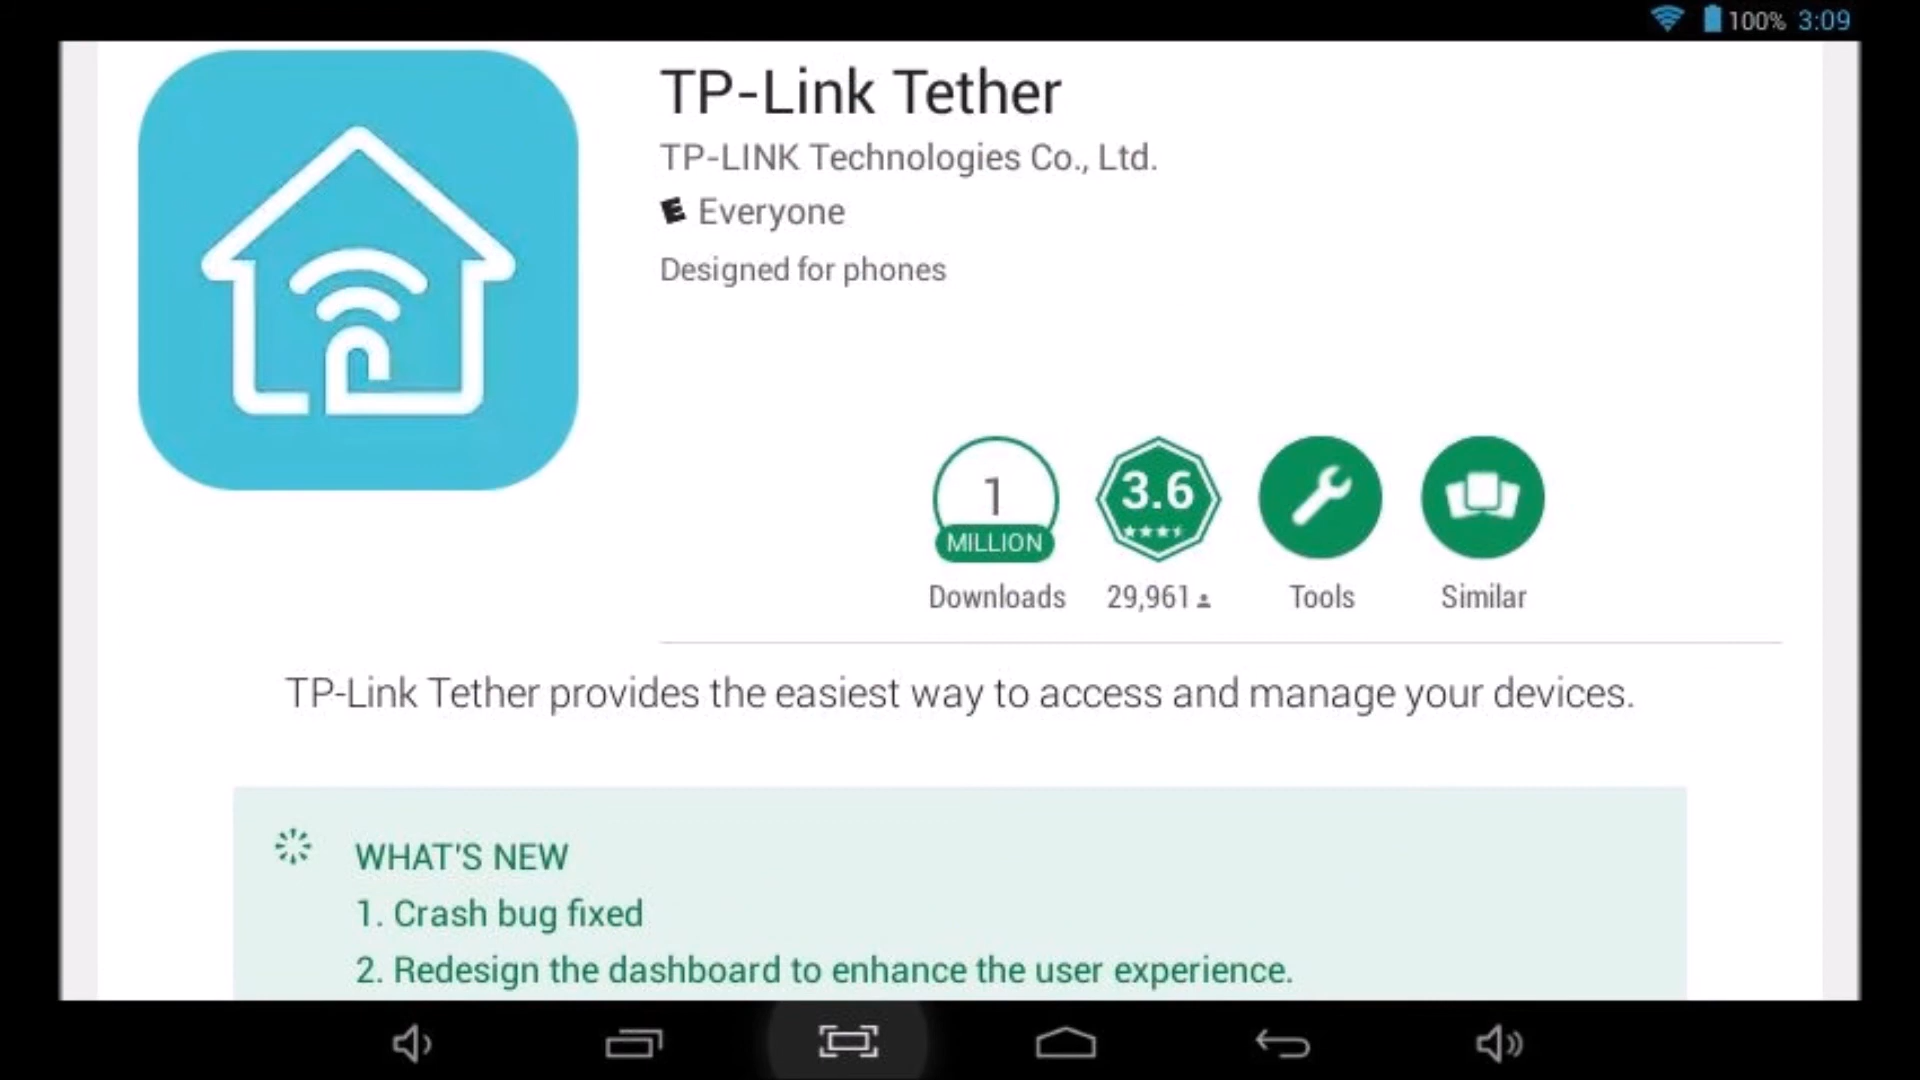 100% 3:09
TP-Link Tether
TP-LINK Technologies Co., Ltd.
E Everyone
Designed for phones
1
MILLION
Downloads
3.6
29,961
Tools
Similar
TP-Link Tether provides the easiest way to access and manage your devices.
WHAT'S NEW
1. Crash bug fixed
2. Redesign the dashboard to enhance the user experience.